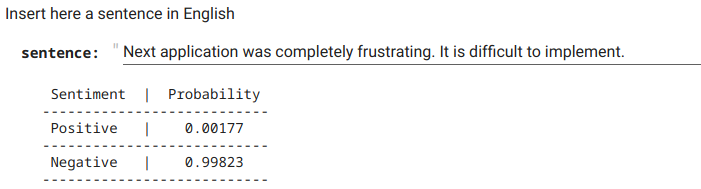 Insert here a sentence in English
sentence: " Next application was completely frustrating. It is difficult to implement.
Sentiment | Probability
---------------------------
Positive | 0.00177
---------------------------
Negative | 0.99823
---------------------------